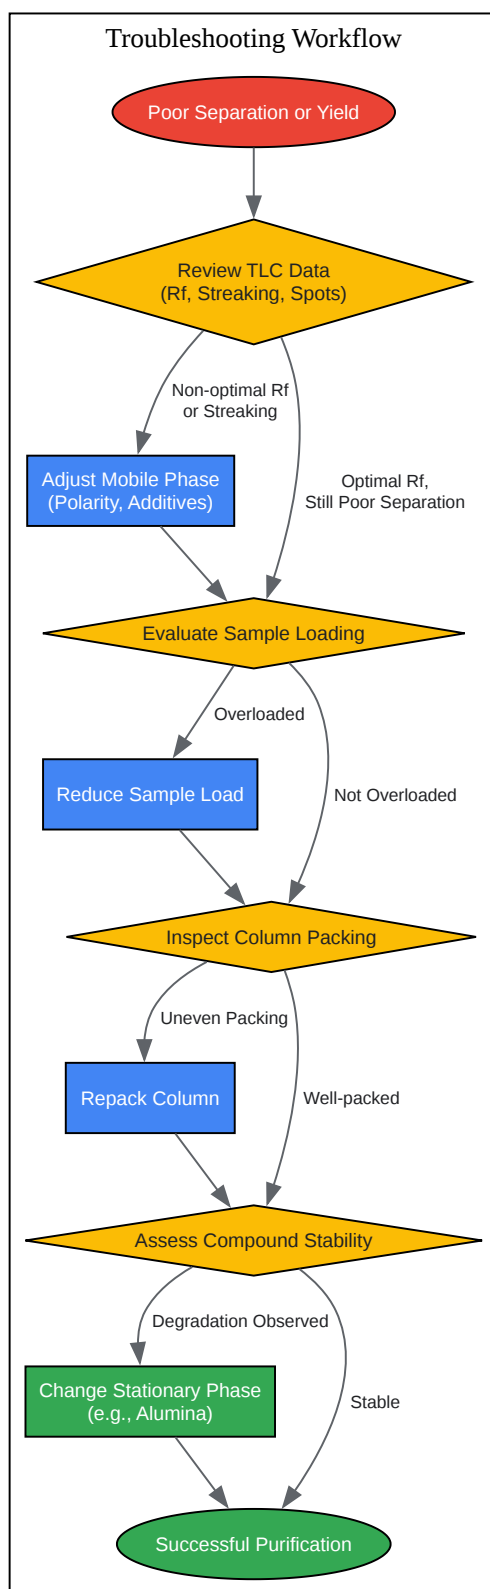 Troubleshooting Workflow
Poor Separation or Yield
Review TLC Data
(Rf, Streaking, Spots)
Non-optimal Rf
or Streaking
Adjust Mobile Phase
(Polarity, Additives)
Optimal Rf,
Still Poor Separation
Evaluate Sample Loading
Overloaded
Reduce Sample Load
Not Overloaded
Inspect Column Packing
Uneven Packing
Repack Column
Well-packed
Assess Compound Stability
Degradation Observed
Change Stationary Phase
(e.g., Alumina)
Stable
Successful Purification